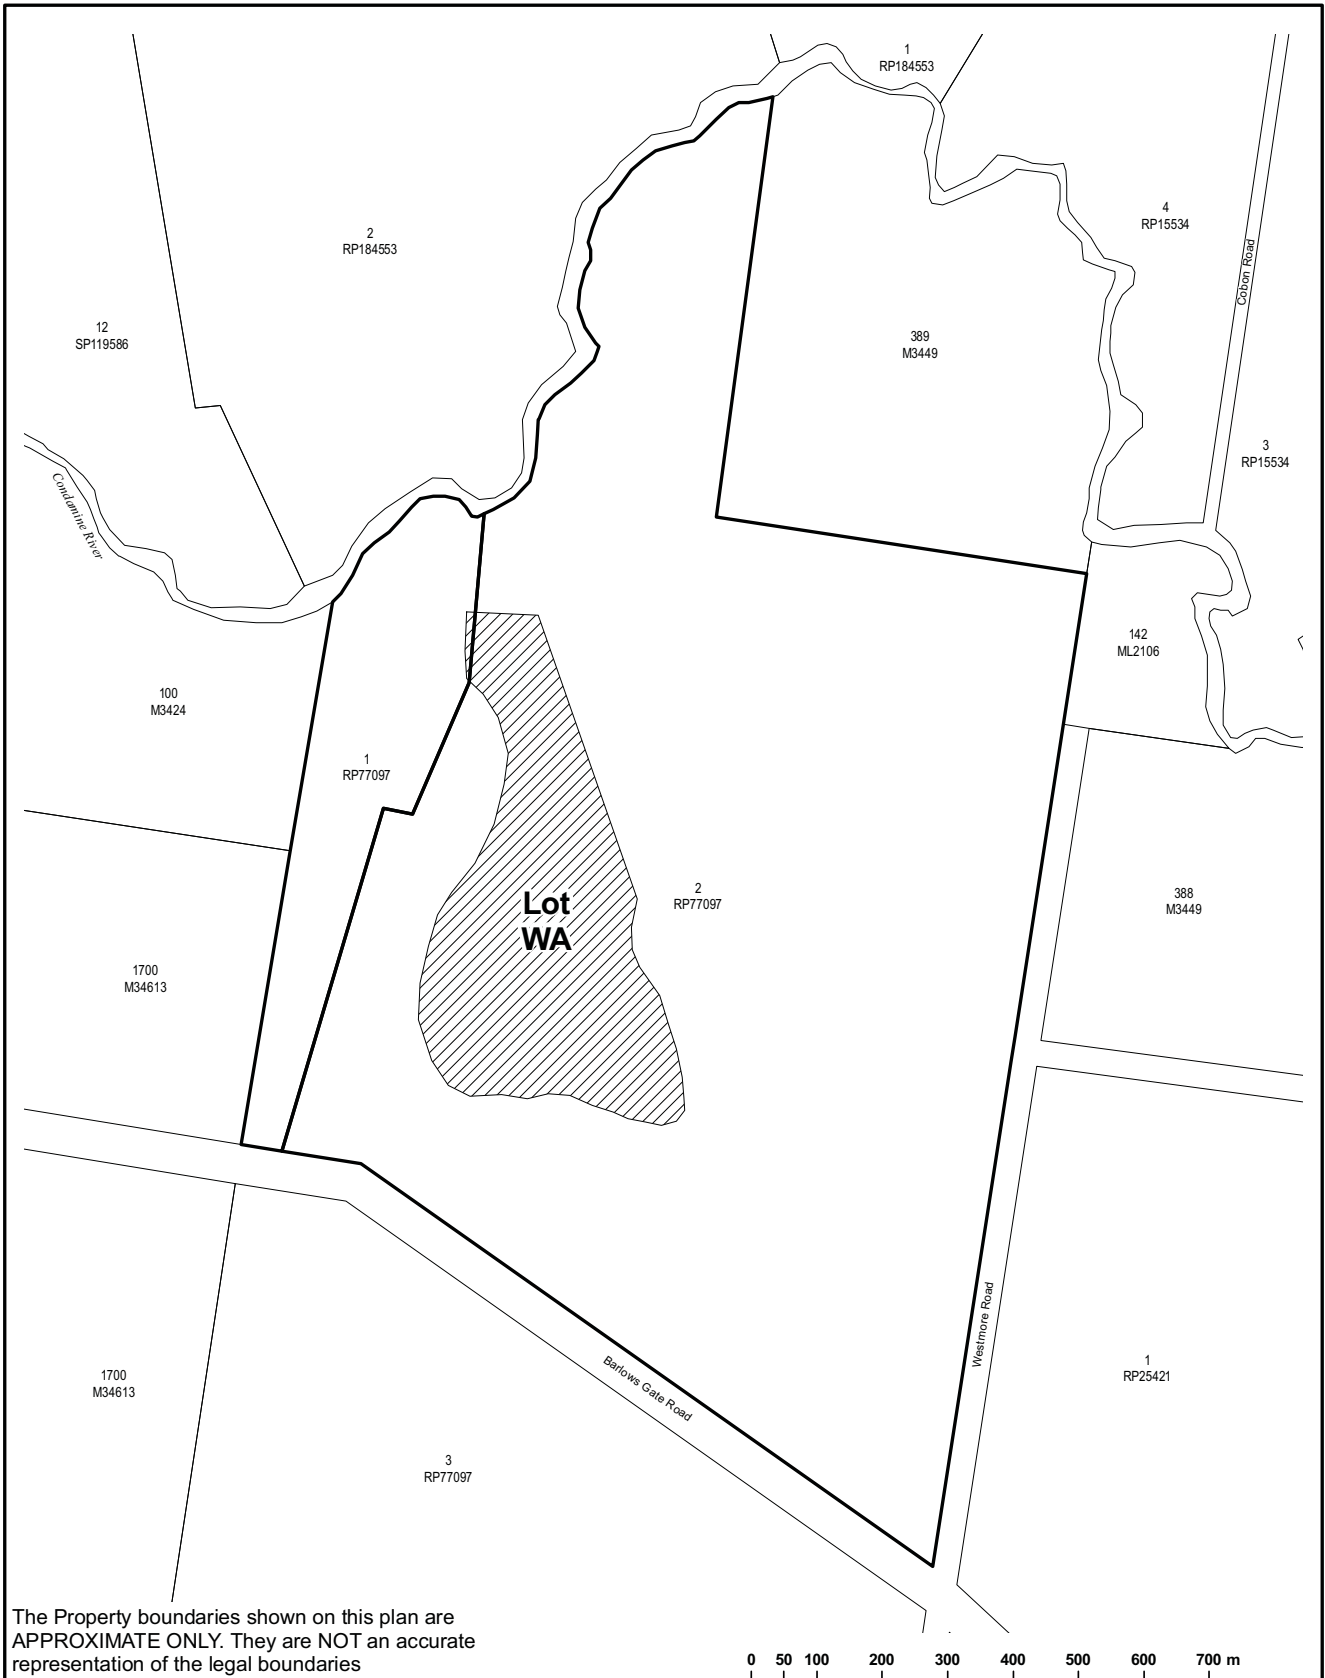 1
RP184553
4
RP15534
2
RP184553
Cobon Road
12
SP119586
389
M3449
3
RP15534
Condamine River
142
ML2106
100
M3424
1
RP77097
2
RP77097
388
M3449
Lot
WA
1700
M34613
Westmore Road
1
RP25421
Barlows Gate Road
1700
M34613
3
RP77097
The Property boundaries shown on this plan are
APPROXIMATE ONLY. They are NOT an accurate
representation of the legal boundaries
0 50 100 200 300 400 500 600 700 m